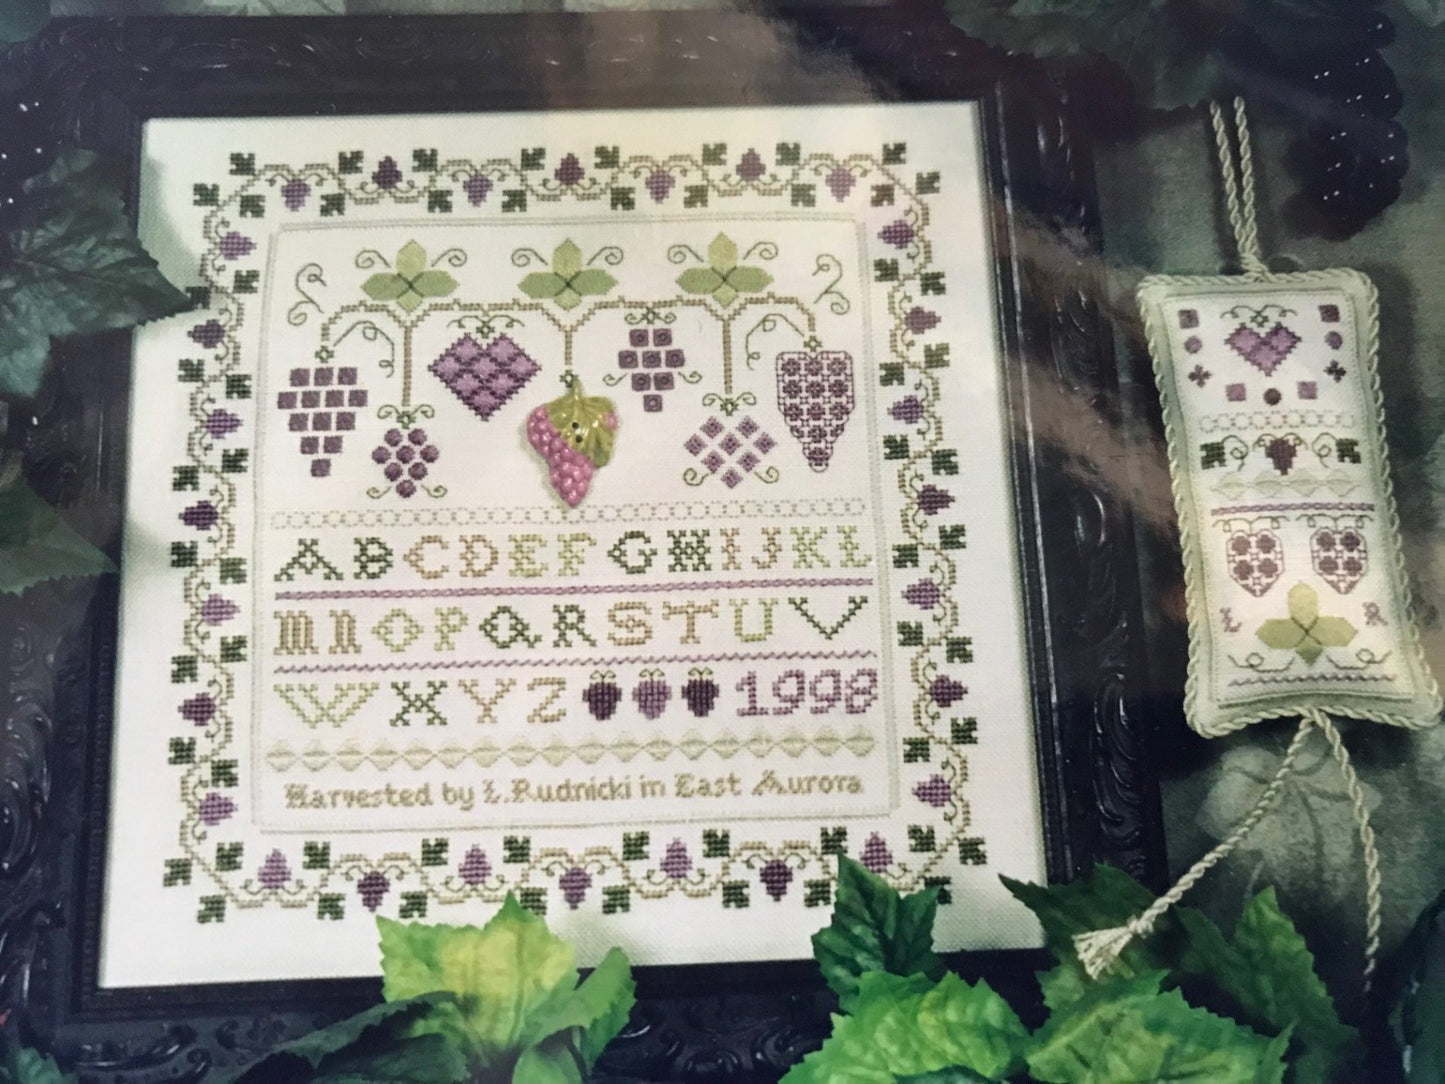 ABCDEFGHIJKL
MNOPQRSTUV
WXYZ 1998
Harvested by L. Rudnicki in East Aurora
L R